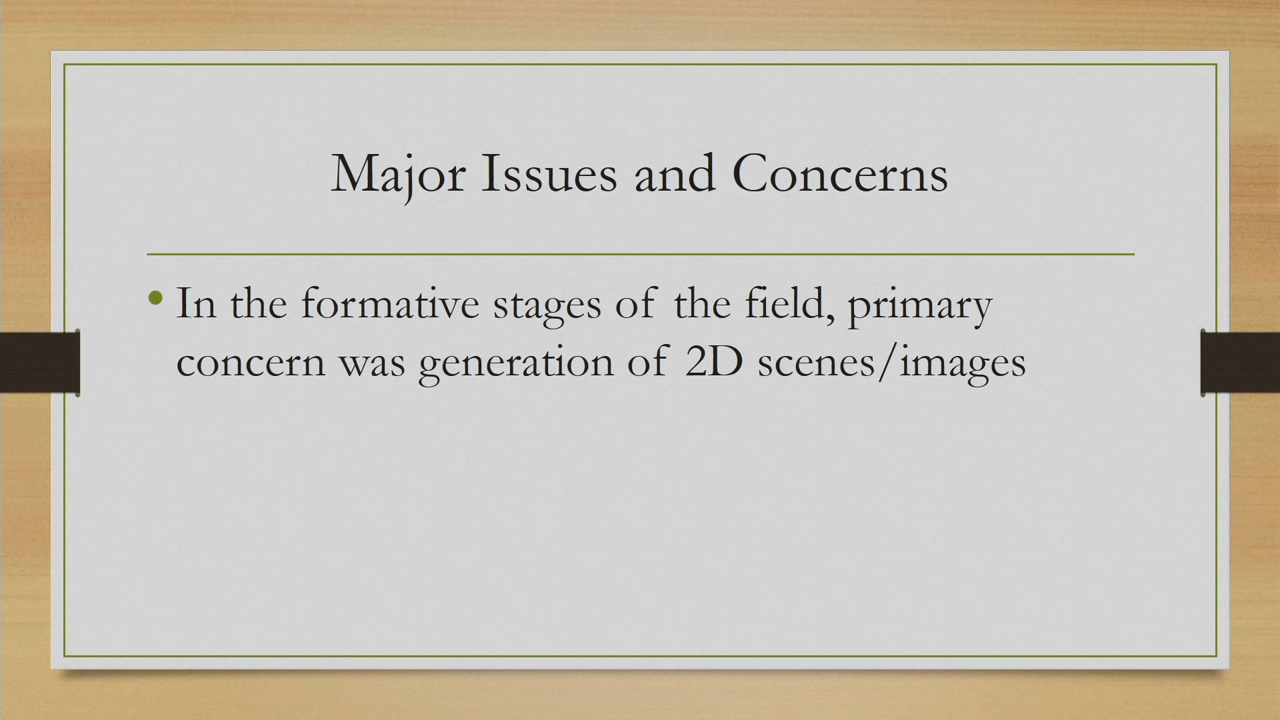 Major Issues and Concerns
• In the formative stages of the field, primary
concern was generation of 2D scenes/images